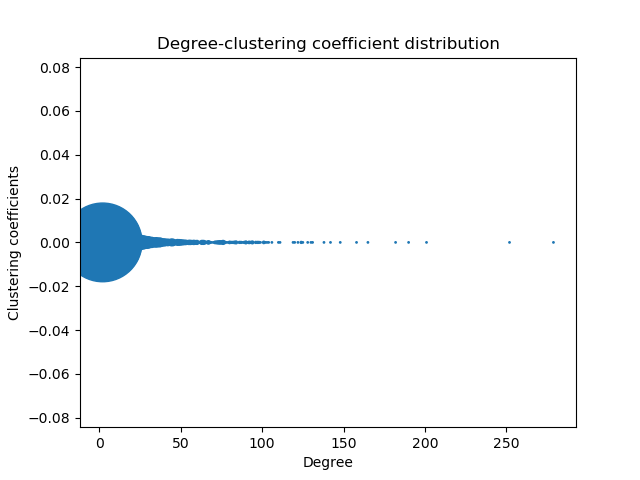 Degree-clustering coefficient distribution
0.08
0.06
0.04
0.02
0.00
−0.02
−0.04
−0.06
−0.08
Clustering coefficients
0 50 100 150 200 250
Degree